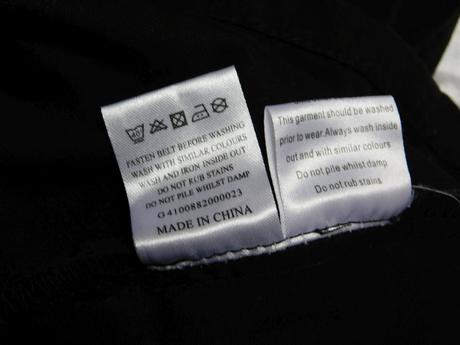 40
FASTEN BELT BEFORE WASHING
WASH WITH SIMILAR COLOURS
WASH AND IRON INSIDE OUT
DO NOT RUB STAINS
DO NOT PILE WHILST DAMP
G4100882000023
MADE IN CHINA
This garment should be washed
prior to wear.Always wash inside
out and with similar colours
Do not pile whilst damp
Do not rub stains